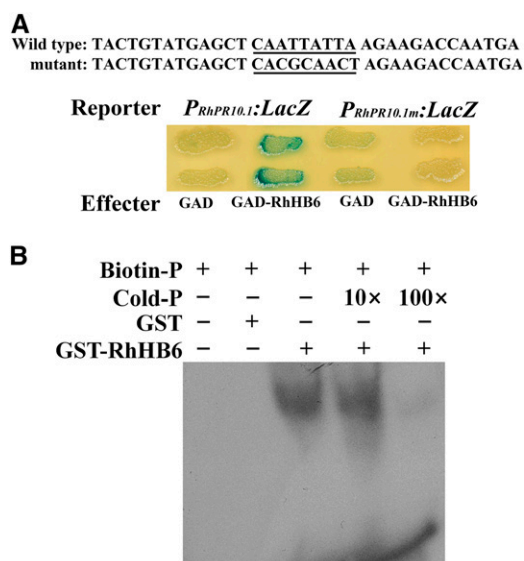 A
Wild type: TACTGTATGAGCT CAATTATTA AGAAGACCAATGA
mutant: TACTGTATGAGCT CACGCAACT AGAAGACCAATGA
Reporter PRhPR10.1:LacZ PRhPR10.1m:LacZ
Effecter GAD GAD-RhHB6 GAD GAD-RhHB6
B
Biotin-P + + + + +
Cold-P − − − 10× 100×
GST − + − − −
GST-RhHB6 − − + + +